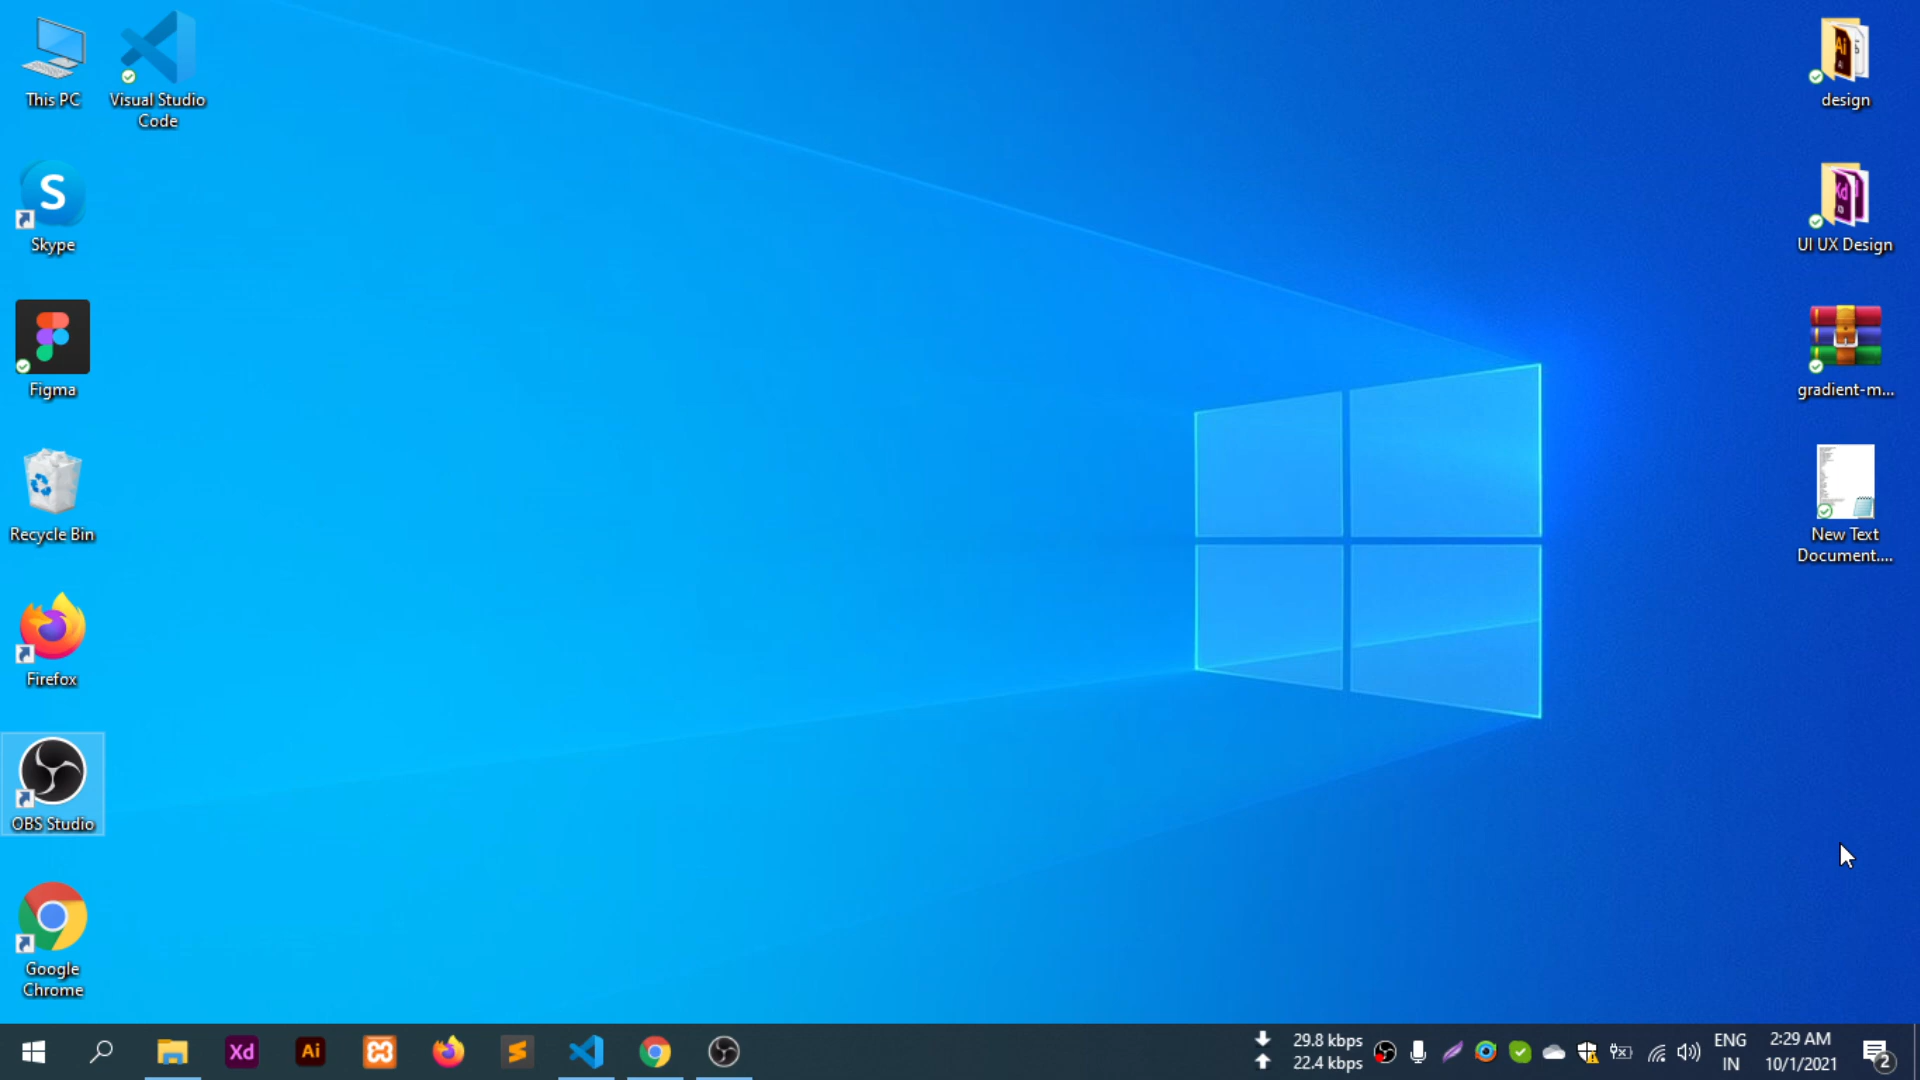 This PC
Visual Studio
Code
Skype
Figma
Recycle Bin
Firefox
OBS Studio
Google
Chrome
design
UI UX Design
gradient-m...
New Text
Document....
Xd
Ai
29.8 kbps
22.4 kbps
ENG
IN
2:29 AM
10/1/2021
2